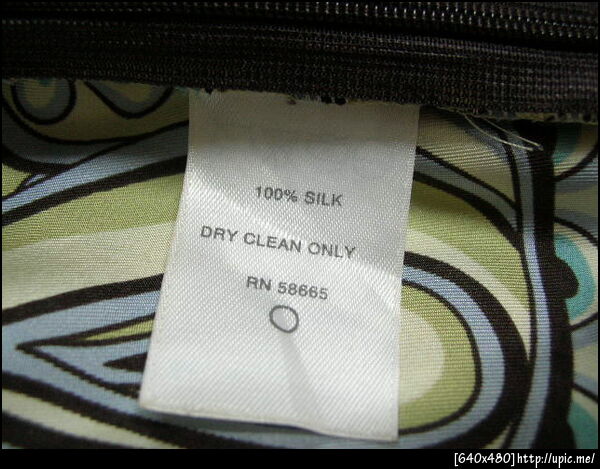 100% SILK
DRY CLEAN ONLY
RN 58665
[640x480]http://upic.me/